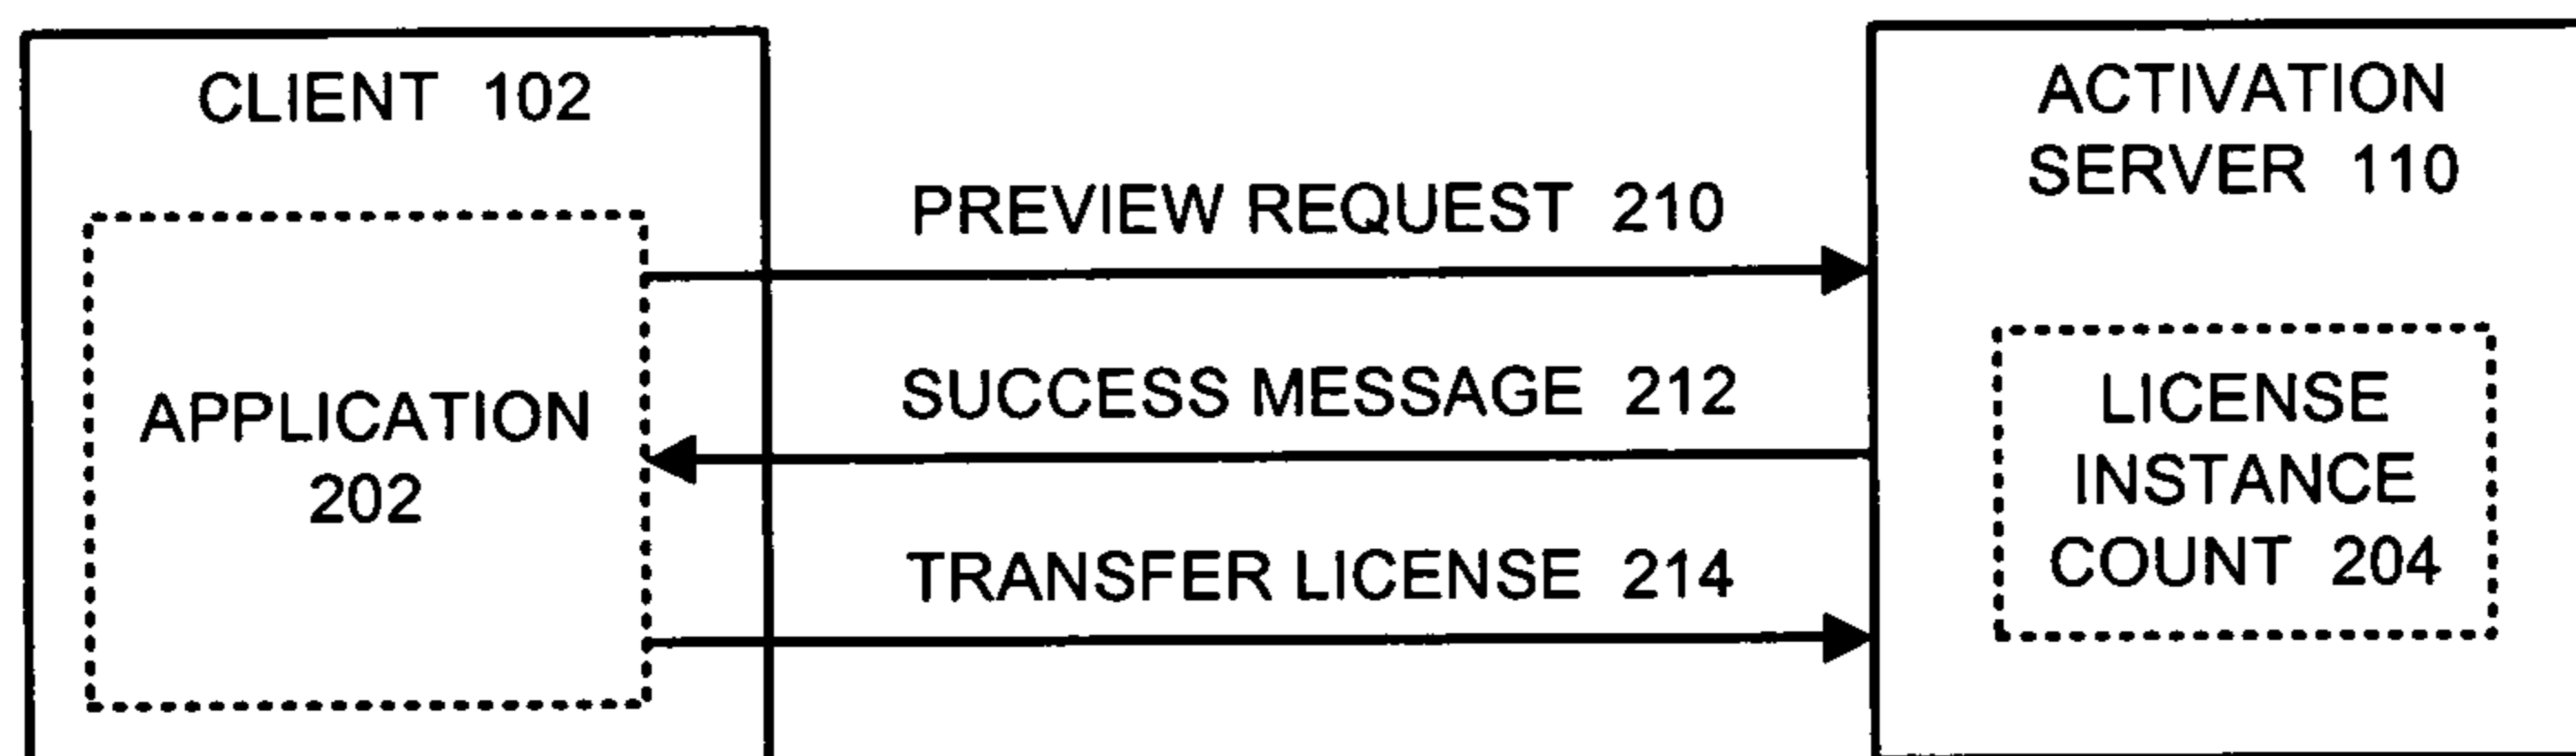 CLIENT 102
APPLICATION
202
PREVIEW REQUEST 210
SUCCESS MESSAGE 212
TRANSFER LICENSE 214
ACTIVATION
SERVER 110
LICENSE
INSTANCE
COUNT 204